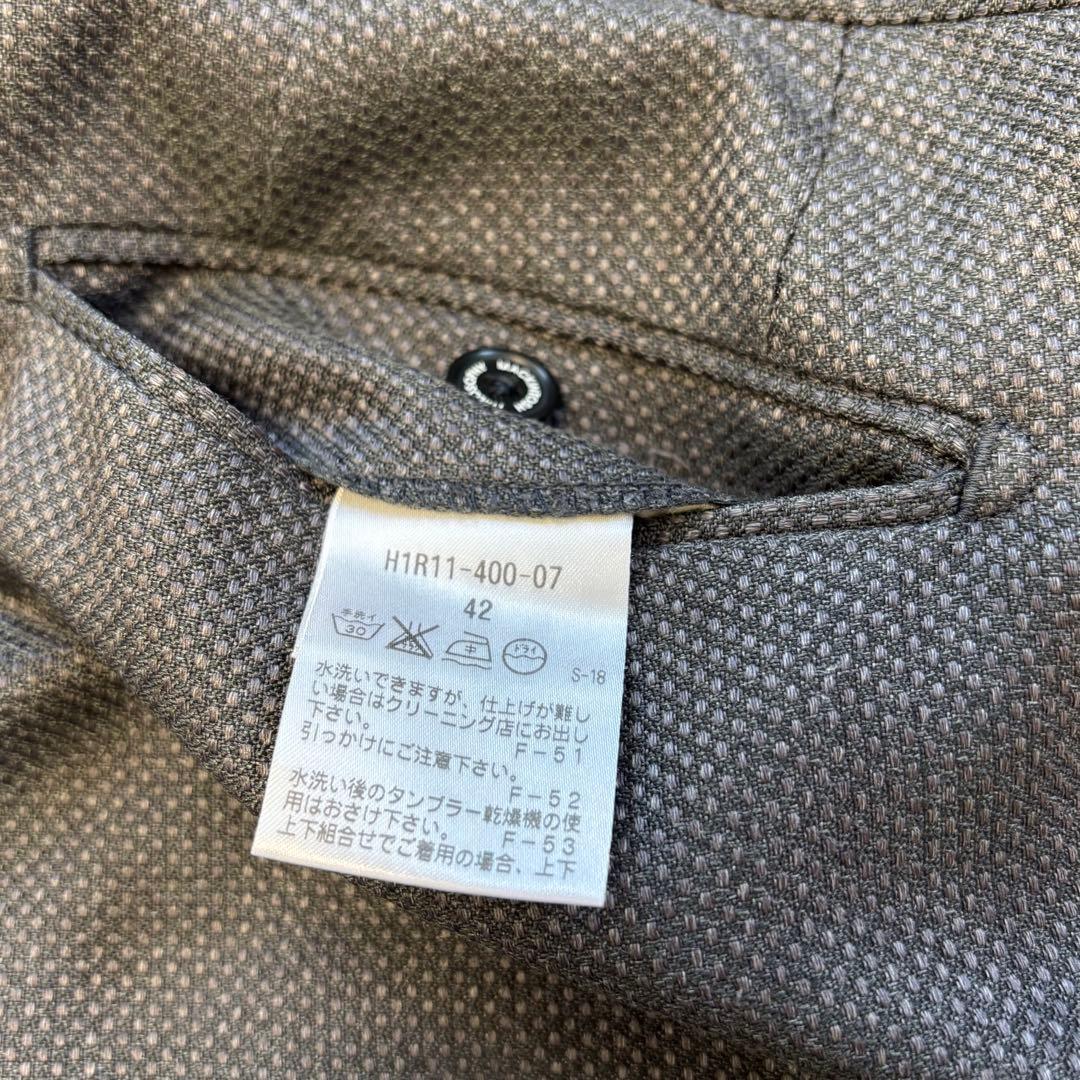 MACKINTOSH
H1R11-400-07
42
手洗イ
30
中
ドライ
S-18
水洗いできますが、仕上げが難し
い場合はクリーニング店にお出し
下さい。
F-51
引っかけにご注意下さい。
F-52
水洗い後のタンブラー乾燥機の使
用はおさけ下さい。
F-53
上下組合せでご着用の場合、上下